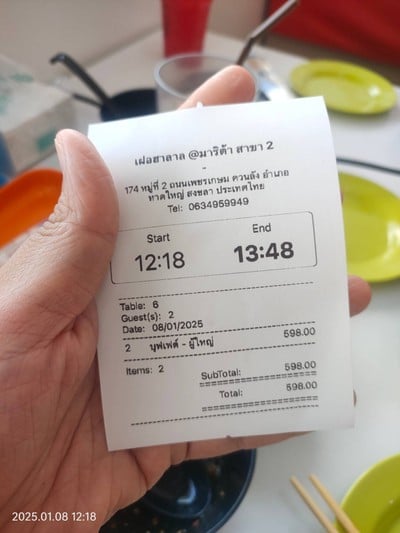 เฝอฮาลาล @มาริต้า สาขา 2
-
174 หมู่ที่ 2 ถนนเพชรเกษม ควนลัง อำเภอ
หาดใหญ่ สงขลา ประเทศไทย
Tel: 0634959949
Start End
12:18 13:48
Table: 6
Guest(s): 2
Date: 08/01/2025
2 บุฟเฟ่ต์ - ผู้ใหญ่ 598.00
Items: 2
SubTotal: 598.00
Total: 598.00
2025.01.08 12:18